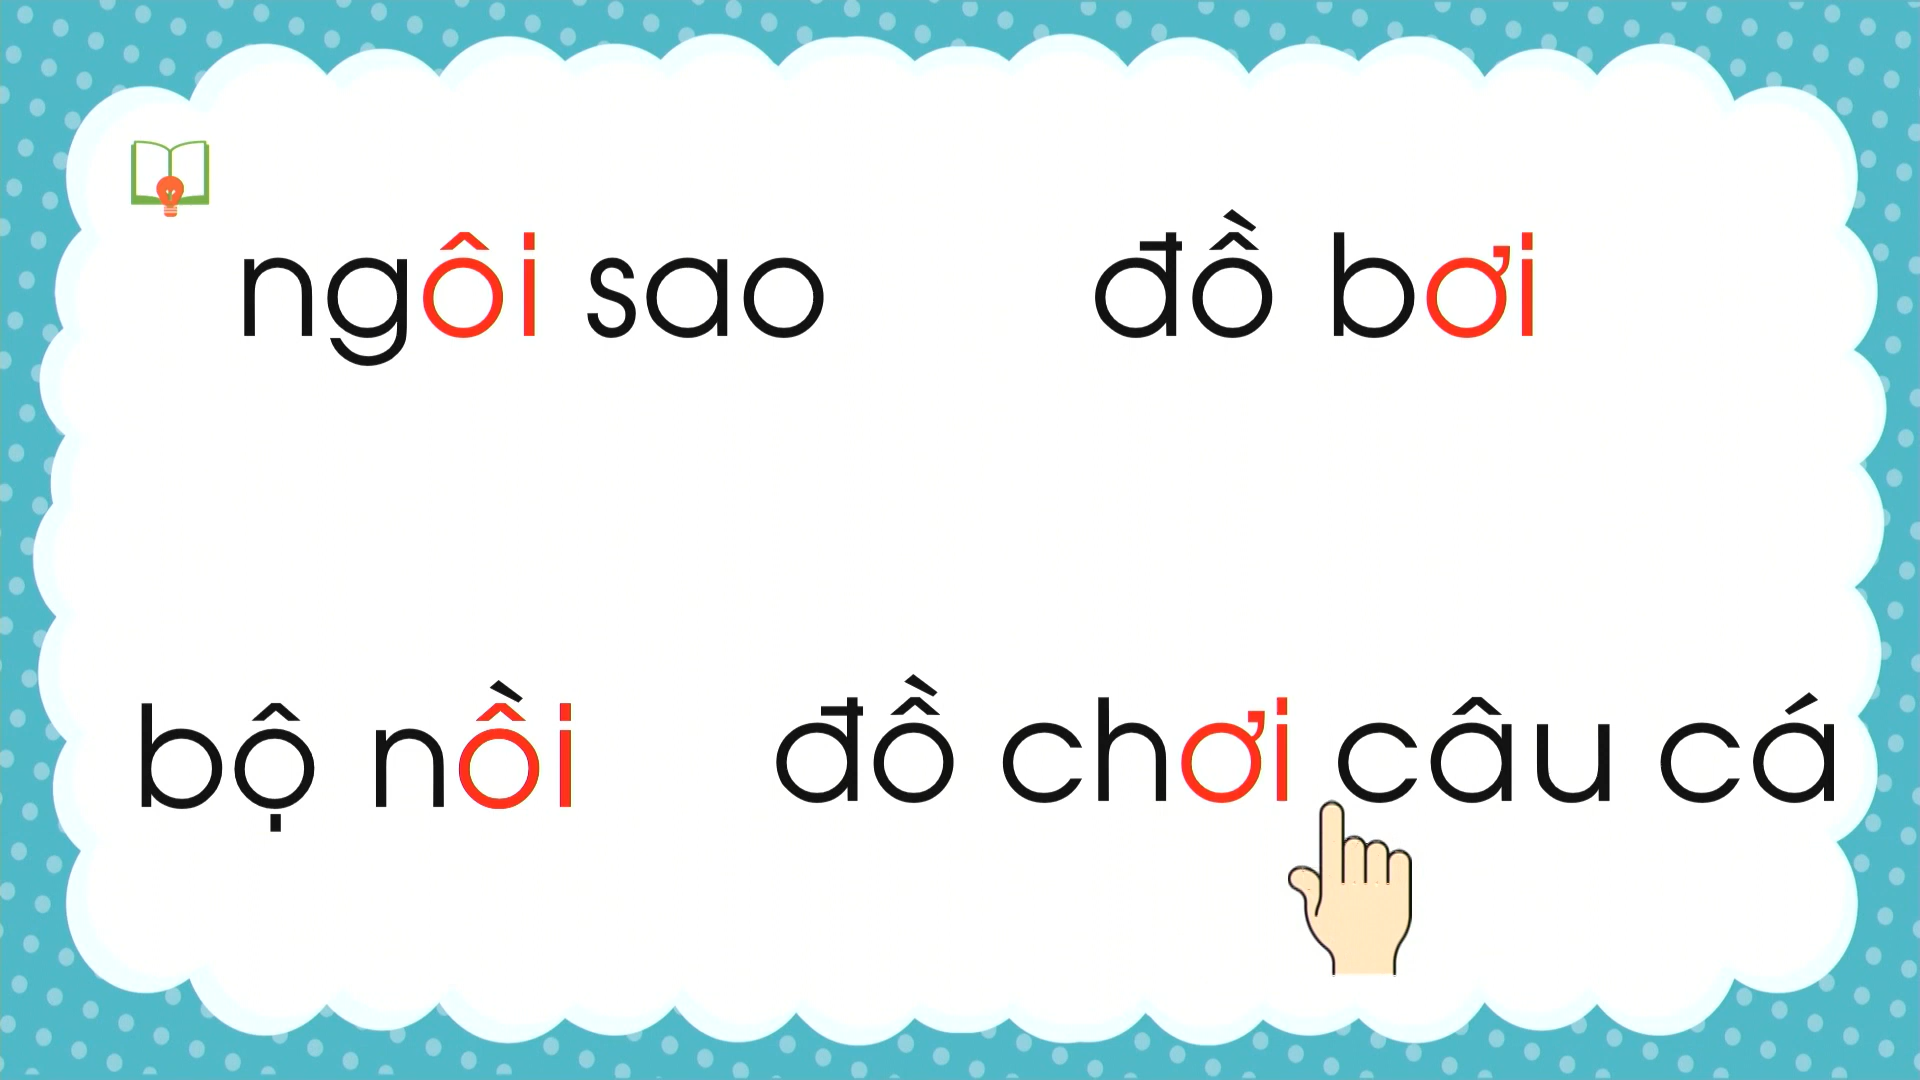 ngôi sao
đồ bơi
bộ nồi
đồ chơi câu cá